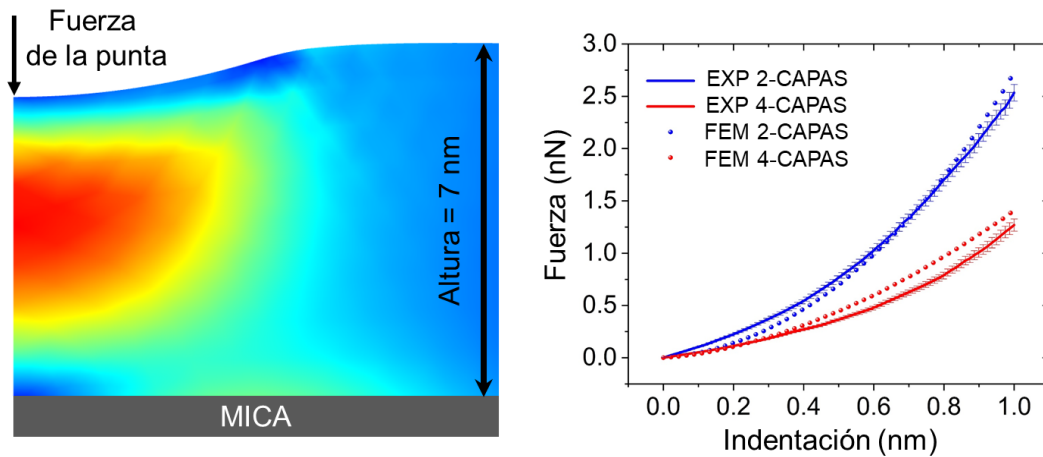 Fuerza
de la punta
Altura = 7 nm
MICA
3.0
2.5
2.0
1.5
1.0
0.5
0.0
Fuerza (nN)
EXP 2-CAPAS
EXP 4-CAPAS
FEM 2-CAPAS
FEM 4-CAPAS
0.0 0.2 0.4 0.6 0.8 1.0
Indentación (nm)